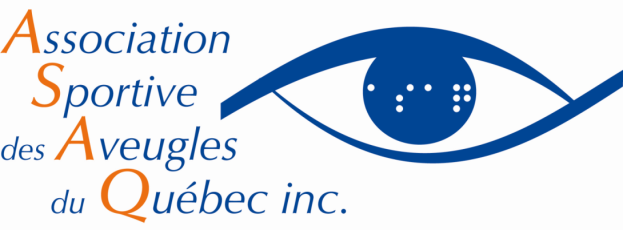 Association
Sportive
des Aveugles
du Québec inc.
⠁⠎⠁⠟